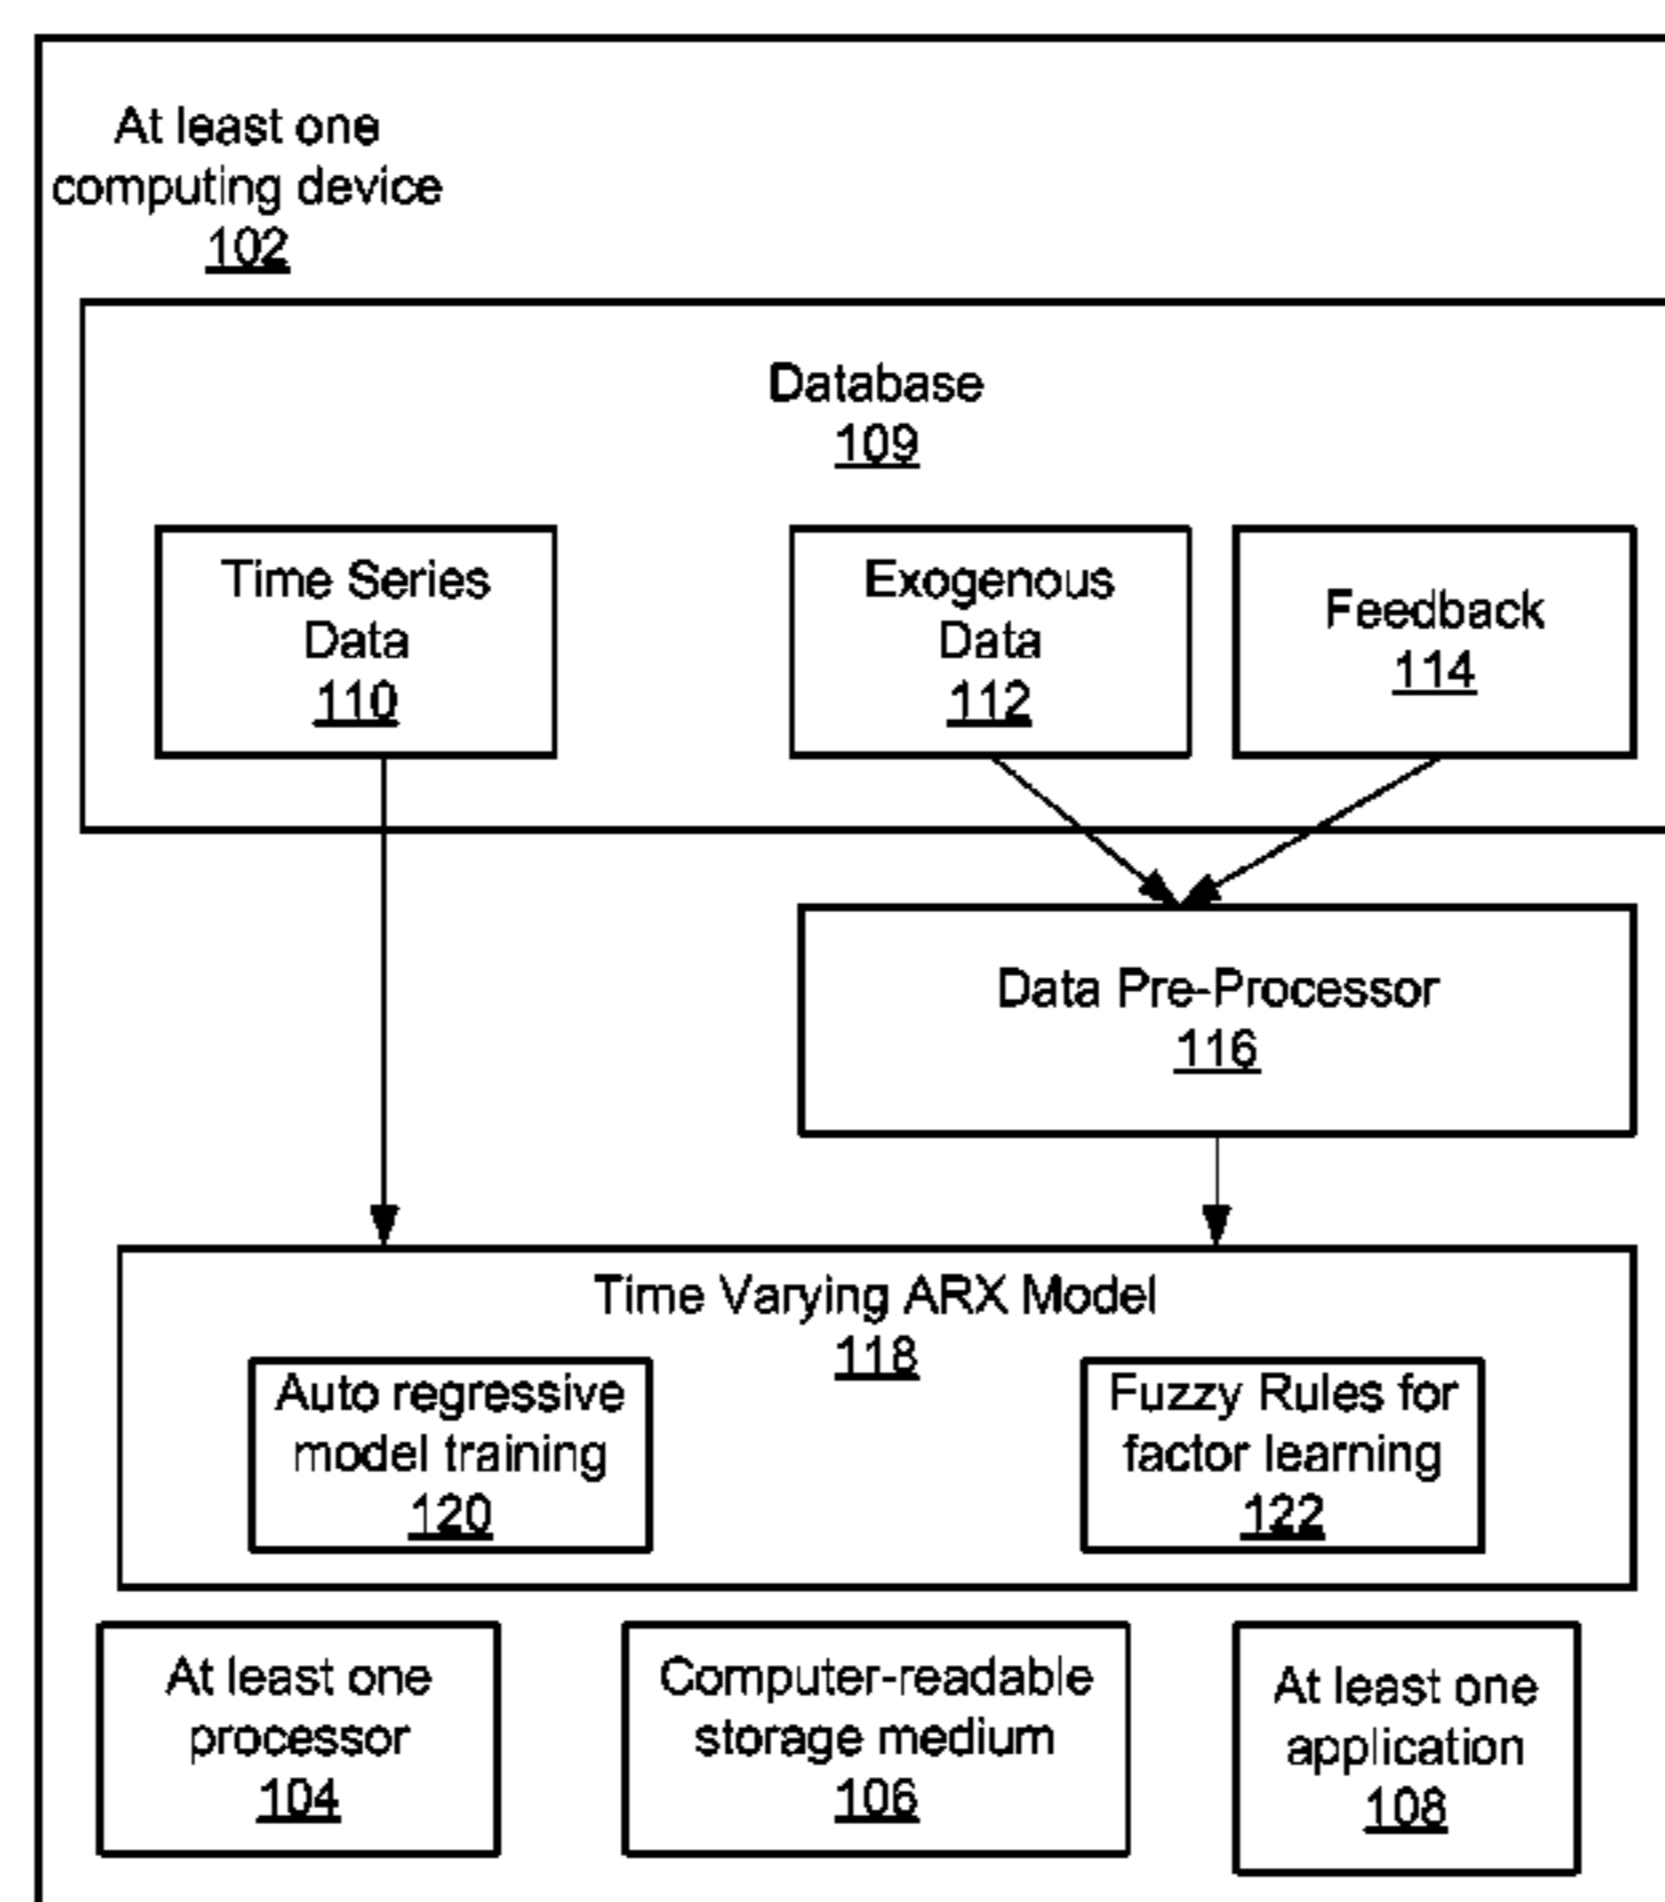 At least one
computing device
102
Database
109
Time Series
Data
110
Exogenous
Data
112
Feedback
114
Data Pre-Processor
116
Time Varying ARX Model
118
Auto regressive
model training
120
Fuzzy Rules for
factor learning
122
At least one
processor
104
Computer-readable
storage medium
106
At least one
application
108